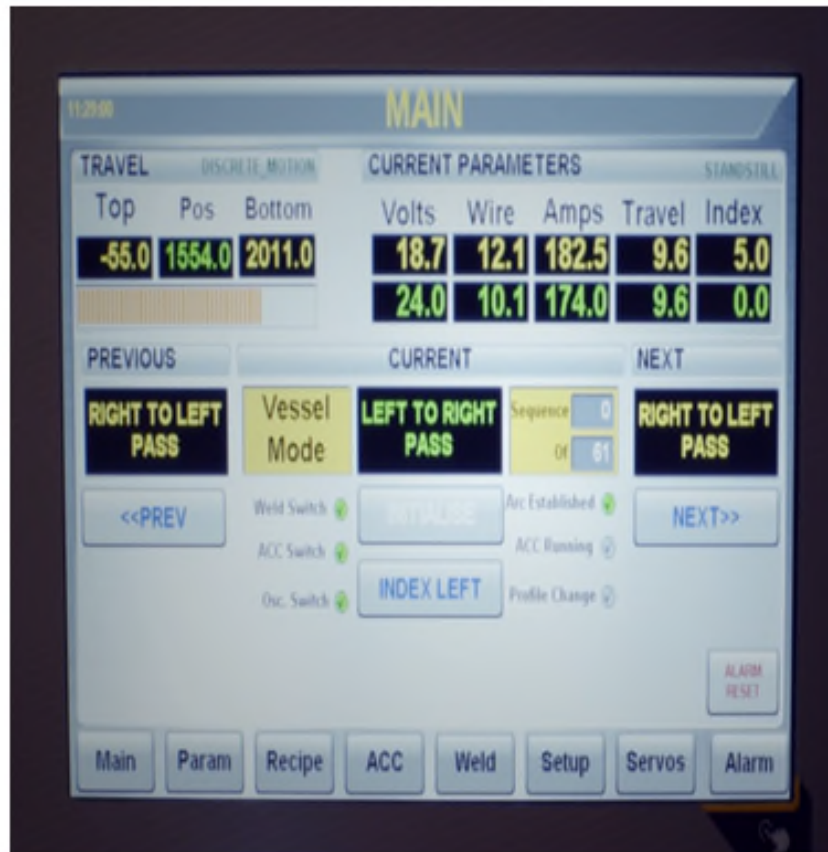 11:29:00
MAIN
TRAVEL DISCRETE_MOTION
CURRENT PARAMETERS STANDSTILL
Top Pos Bottom Volts Wire Amps Travel Index
-55.0 1554.0 2011.0 18.7 12.1 182.5 9.6 5.0
24.0 10.1 174.0 9.6 0.0
PREVIOUS CURRENT NEXT
RIGHT TO LEFT
PASS
Vessel
Mode
LEFT TO RIGHT
PASS
Sequence 0
Of 61
RIGHT TO LEFT
PASS
<<PREV
Weld Switch
INITIALISE
Arc Established
NEXT>>
ACC Switch
ACC Running
Osc. Switch
INDEX LEFT
Profile Change
ALARM
RESET
Main Param Recipe ACC Weld Setup Servos Alarm